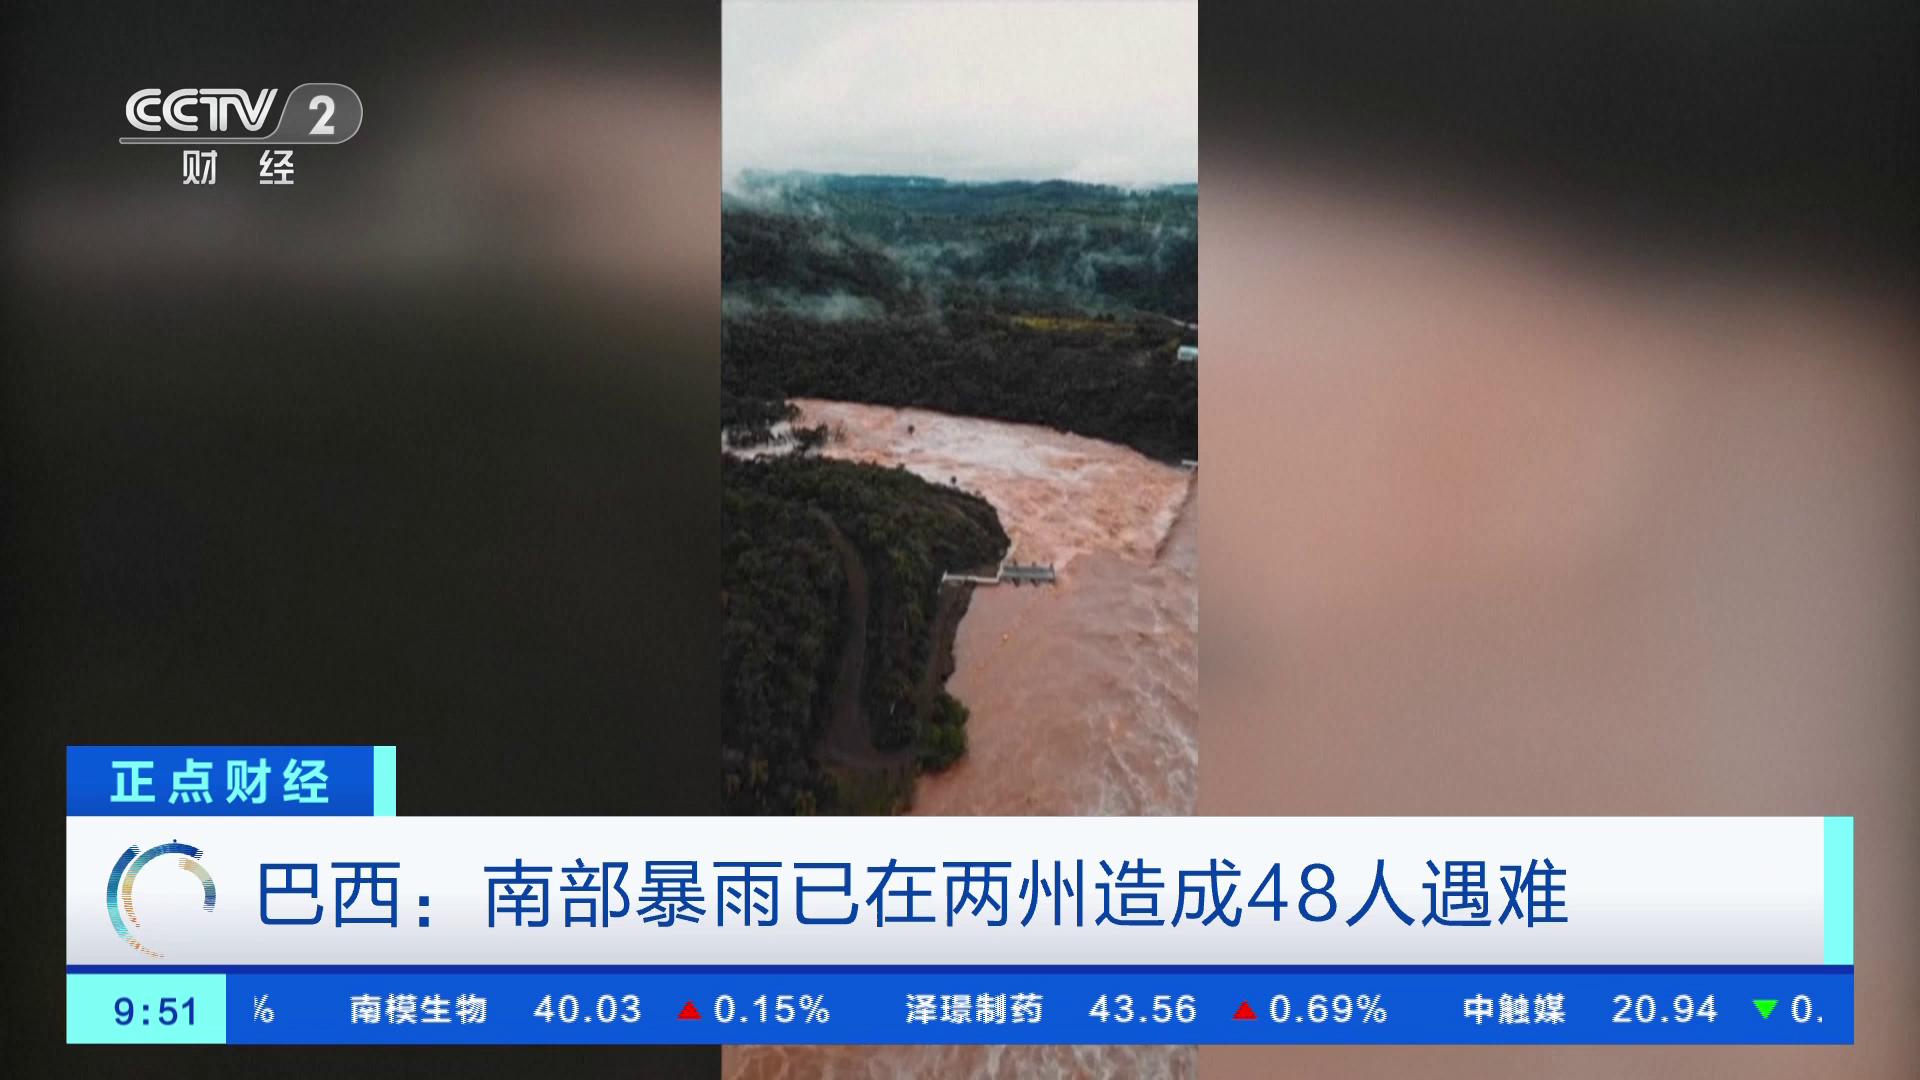 CCTV 2
财 经
正点财经
巴西：南部暴雨已在两州造成48人遇难
9:51 % 南模生物 40.03 ▲0.15% 泽璟制药 43.56 ▲0.69% 中触媒 20.94 ▼0.